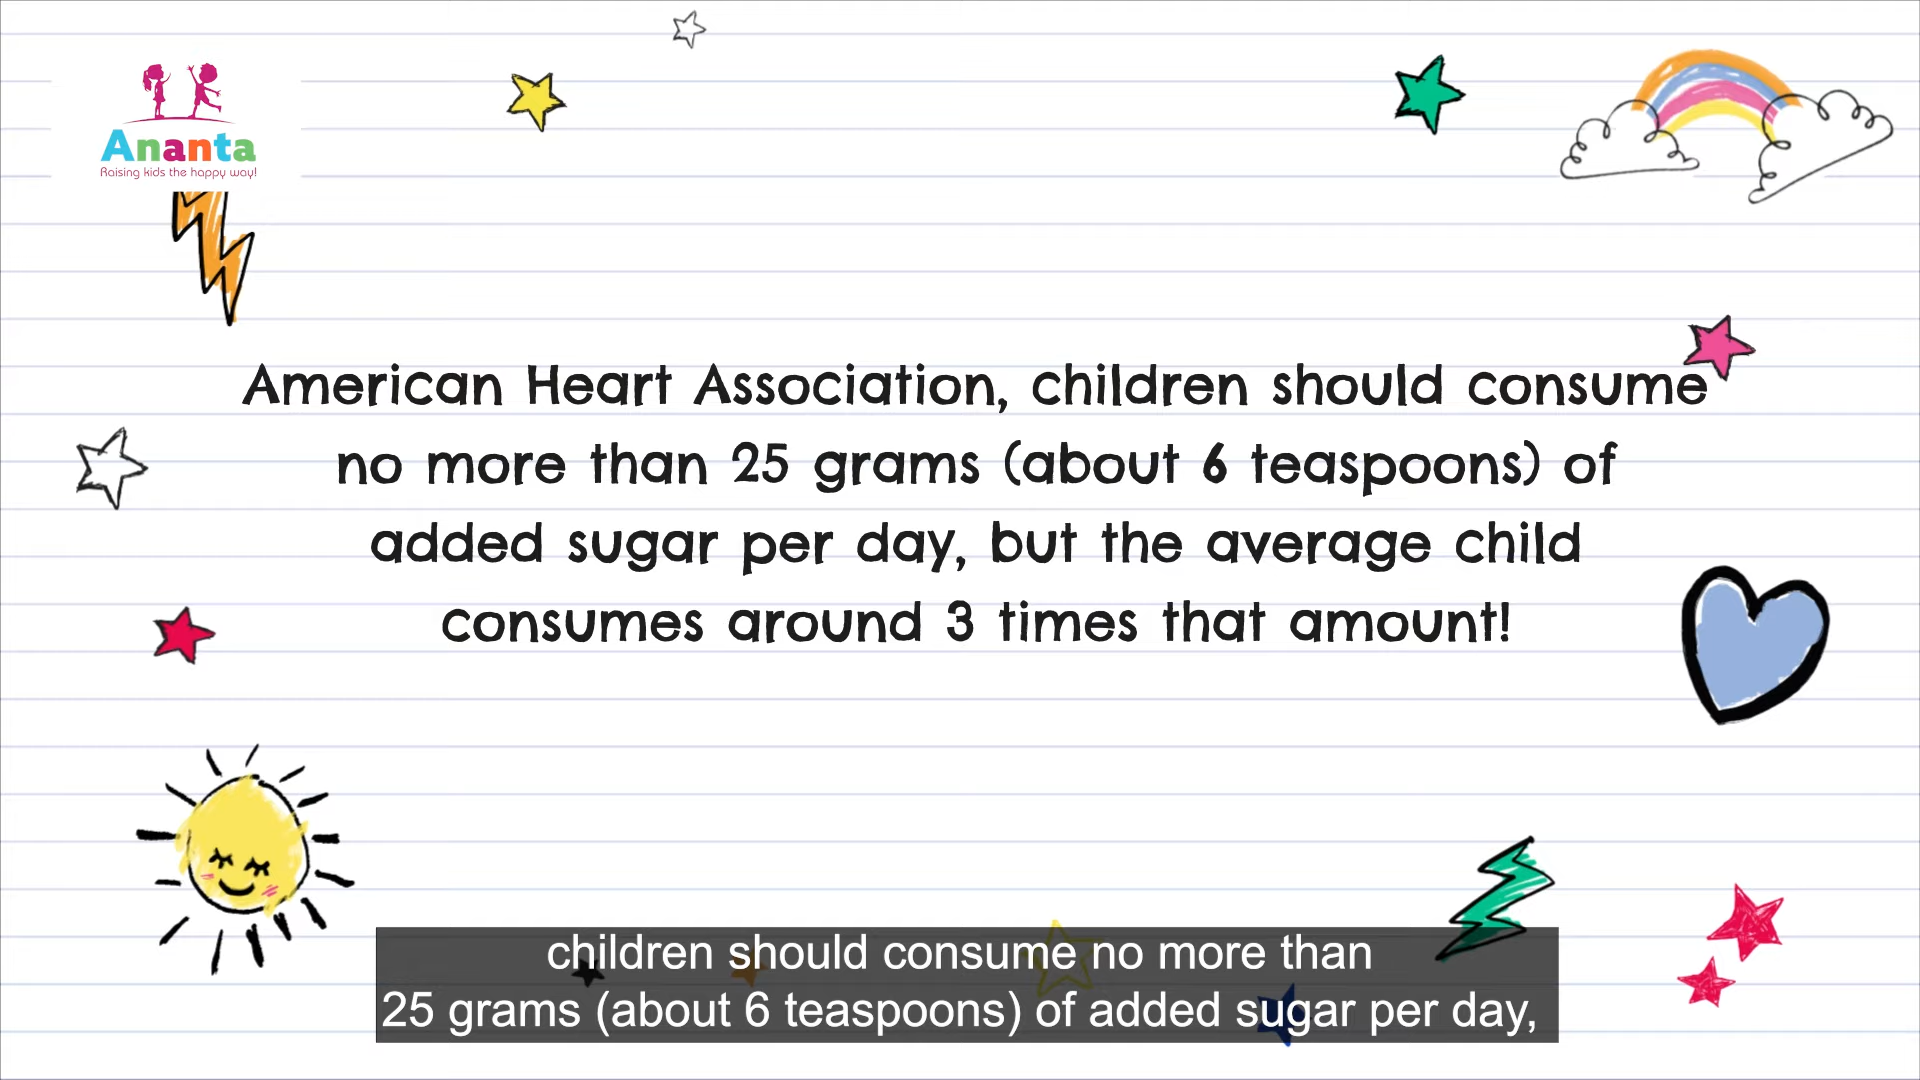 Ananta
Raising kids the happy way!
American Heart Association, children should consume
no more than 25 grams (about 6 teaspoons) of
added sugar per day, but the average child
consumes around 3 times that amount!
children should consume no more than
25 grams (about 6 teaspoons) of added sugar per day,